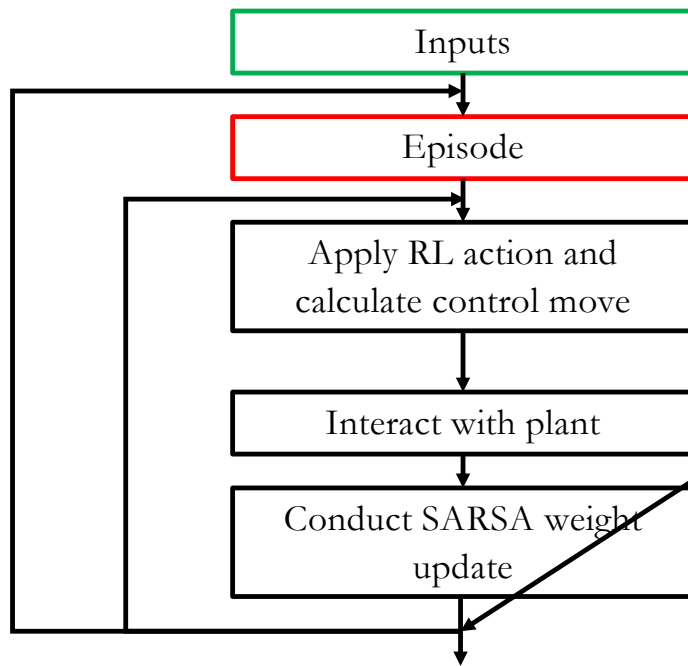 Inputs
Episode
Apply RL action and
calculate control move
Interact with plant
Conduct SARSA weight
update